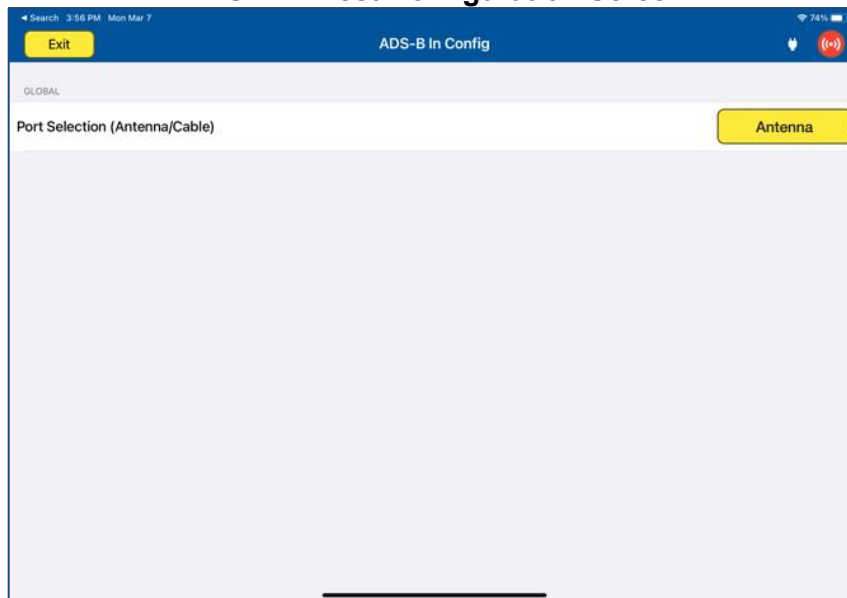 ◄ Search 3:56 PM Mon Mar 7 74%
Exit ADS-B In Config
GLOBAL
Port Selection (Antenna/Cable) Antenna